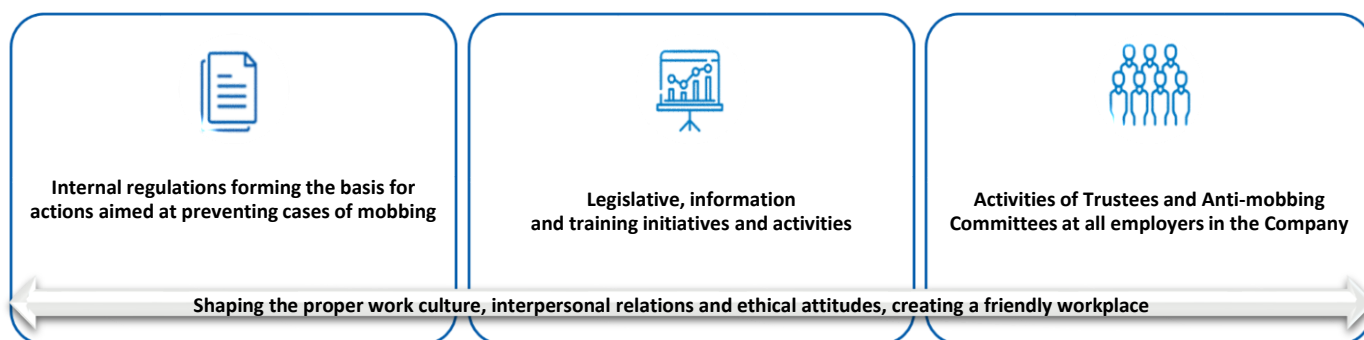 Internal regulations forming the basis for
actions aimed at preventing cases of mobbing
Legislative, information
and training initiatives and activities
Activities of Trustees and Anti-mobbing
Committees at all employers in the Company
Shaping the proper work culture, interpersonal relations and ethical attitudes, creating a friendly workplace